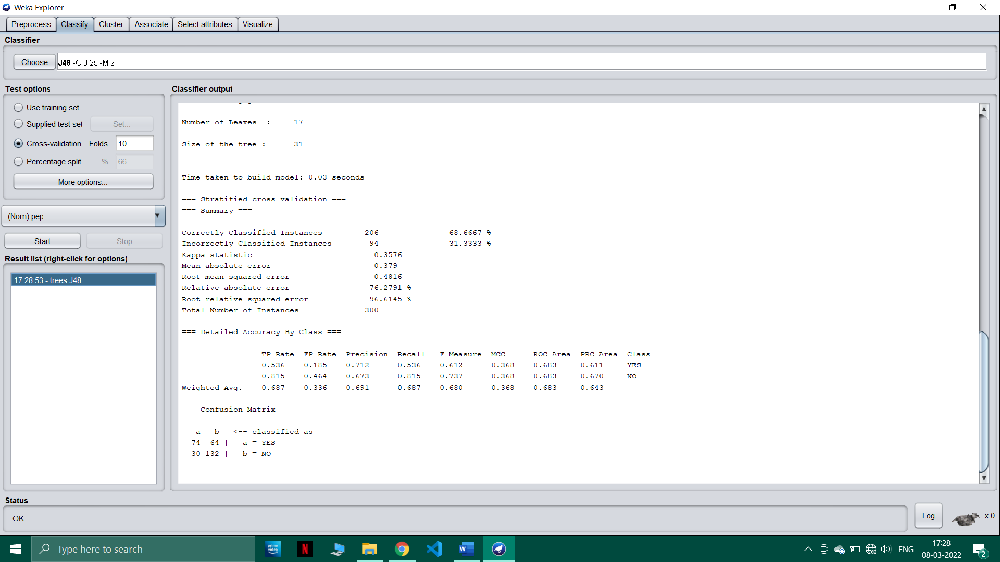 Weka Explorer
Preprocess Classify Cluster Associate Select attributes Visualize
Classifier
Choose J48 -C 0.25 -M 2
Test options
Use training set
Supplied test set Set...
Cross-validation Folds 10
Percentage split % 66
More options...
(Nom) pep
Start Stop
Result list (right-click for options)
17:28:53 - trees.J48
Classifier output
Number of Leaves : 17
Size of the tree : 31
Time taken to build model: 0.03 seconds
=== Stratified cross-validation ===
=== Summary ===
Correctly Classified Instances 206 68.6667 %
Incorrectly Classified Instances 94 31.3333 %
Kappa statistic 0.3576
Mean absolute error 0.379
Root mean squared error 0.4816
Relative absolute error 76.2791 %
Root relative squared error 96.6145 %
Total Number of Instances 300
=== Detailed Accuracy By Class ===
TP Rate FP Rate Precision Recall F-Measure MCC ROC Area PRC Area Class
0.536 0.185 0.712 0.536 0.612 0.368 0.683 0.611 YES
0.815 0.464 0.673 0.815 0.737 0.368 0.683 0.670 NO
Weighted Avg. 0.687 0.336 0.691 0.687 0.680 0.368 0.683 0.643
=== Confusion Matrix ===
a b <-- classified as
74 64 | a = YES
30 132 | b = NO
Status
OK
Log
x 0
Type here to search
prime video
N
W
ENG
17:28
08-03-2022
2